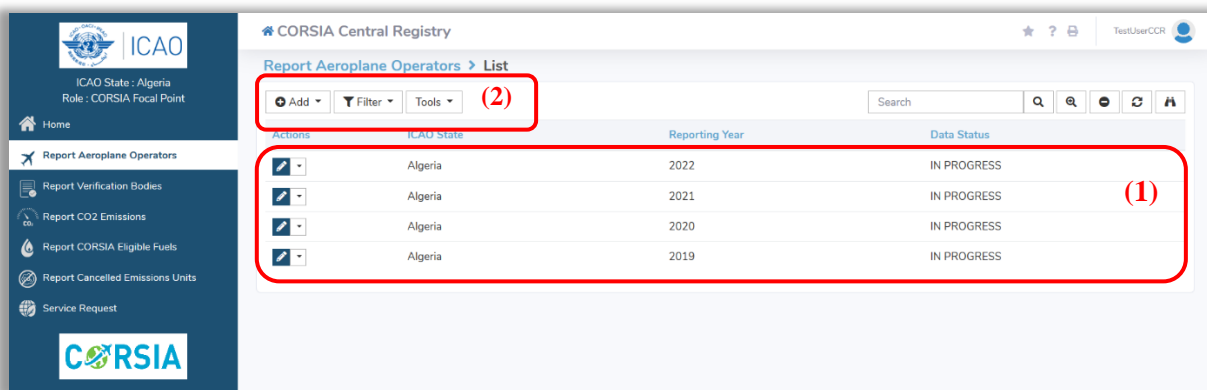 ICAO
ICAO State : Algeria
Role : CORSIA Focal Point
Home
Report Aeroplane Operators
Report Verification Bodies
Report CO2 Emissions
Report CORSIA Eligible Fuels
Report Cancelled Emissions Units
Service Request
CORSIA
CORSIA Central Registry
? TestUserCCR
Report Aeroplane Operators > List
Add Filter Tools (2) Search
Actions ICAO State Reporting Year Data Status
Algeria 2022 IN PROGRESS
Algeria 2021 IN PROGRESS
(1)
Algeria 2020 IN PROGRESS
Algeria 2019 IN PROGRESS